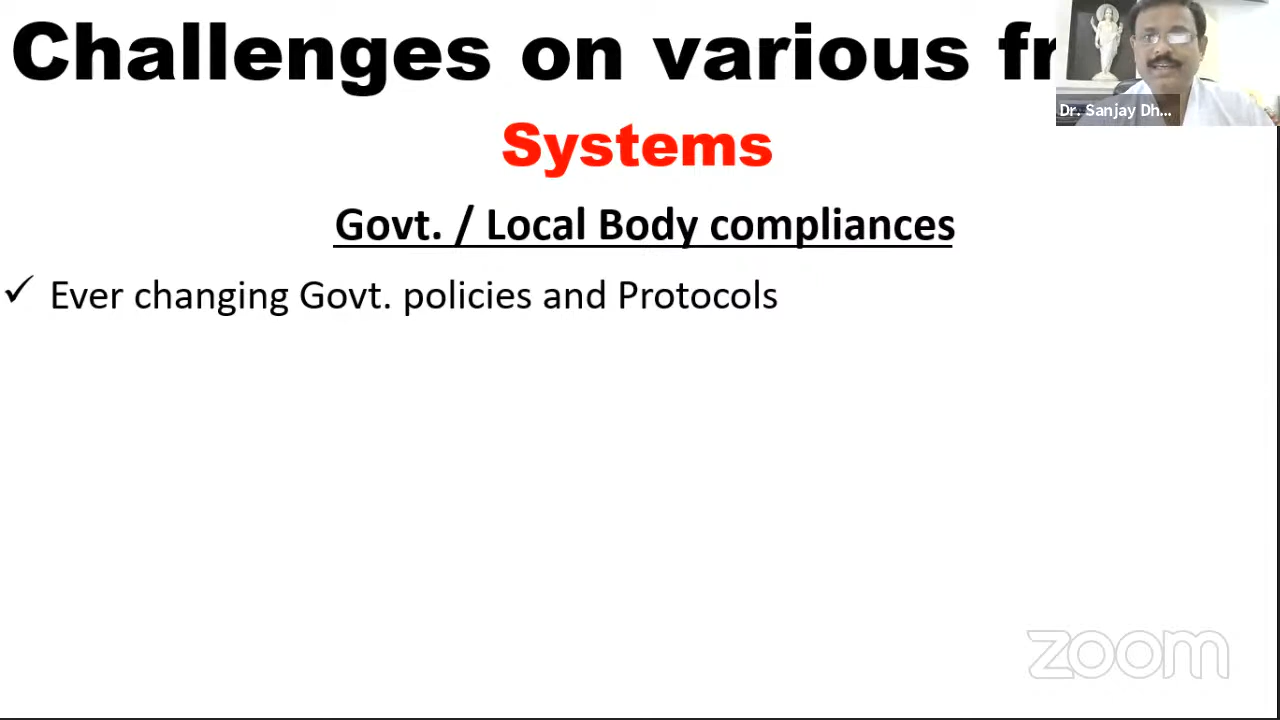 Challenges on various fr
Dr. Sanjay Dh...
Systems
Govt. / Local Body compliances
✓ Ever changing Govt. policies and Protocols
zoom